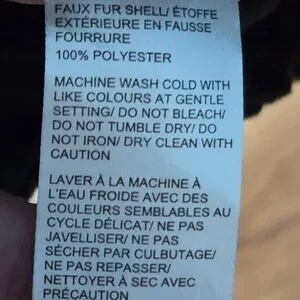 FAUX FUR SHELL/ ÉTOFFE
EXTÉRIEURE EN FAUSSE
FOURRURE
100% POLYESTER
MACHINE WASH COLD WITH
LIKE COLOURS AT GENTLE
SETTING/ DO NOT BLEACH/
DO NOT TUMBLE DRY/ DO
NOT IRON/ DRY CLEAN WITH
CAUTION
LAVER À LA MACHINE À
L'EAU FROIDE AVEC DES
COULEURS SEMBLABLES AU
CYCLE DÉLICAT/ NE PAS
JAVELLISER/ NE PAS
SÉCHER PAR CULBUTAGE/
NE PAS REPASSER/
NETTOYER À SEC AVEC
PRÉCAUTION